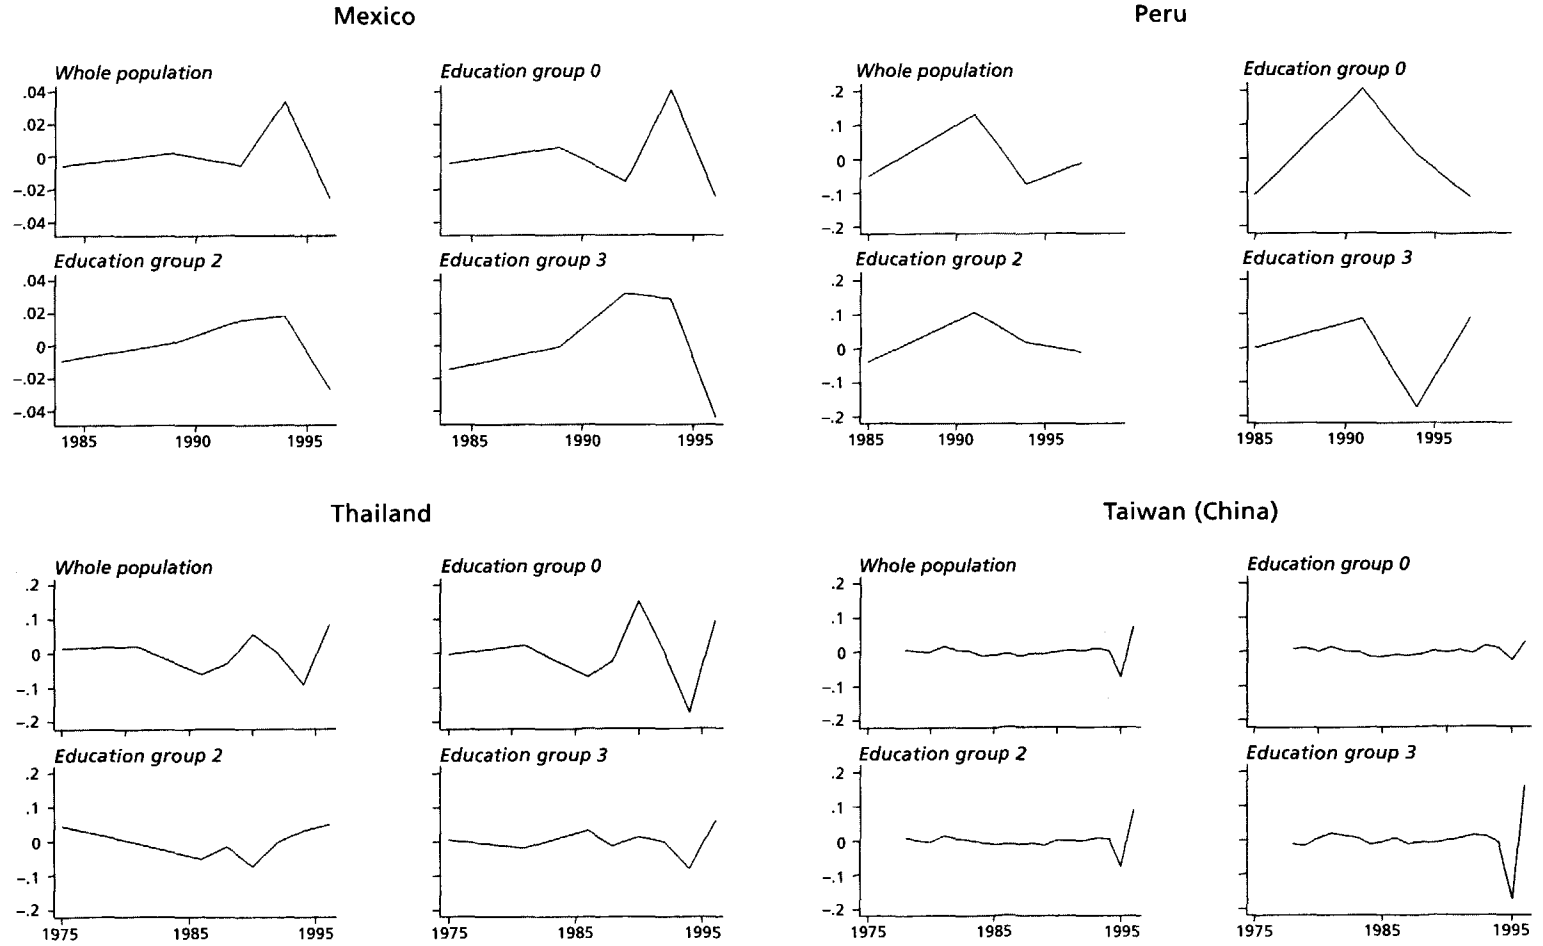 Mexico
Peru
Whole population
Education group 0
Whole population
Education group 0
.04
.02
0
-.02
-.04
.2
.1
0
-.1
-.2
Education group 2
Education group 3
Education group 2
Education group 3
.04
.02
0
-.02
-.04
.2
.1
0
-.1
-.2
1985 1990 1995
1985 1990 1995
1985 1990 1995
1985 1990 1995
Thailand
Taiwan (China)
Whole population
Education group 0
Whole population
Education group 0
.2
.1
0
-.1
-.2
.2
.1
0
-.1
-.2
Education group 2
Education group 3
Education group 2
Education group 3
.2
.1
0
-.1
-.2
.2
.1
0
-.1
-.2
1975 1985 1995
1975 1985 1995
1975 1985 1995
1975 1985 1995